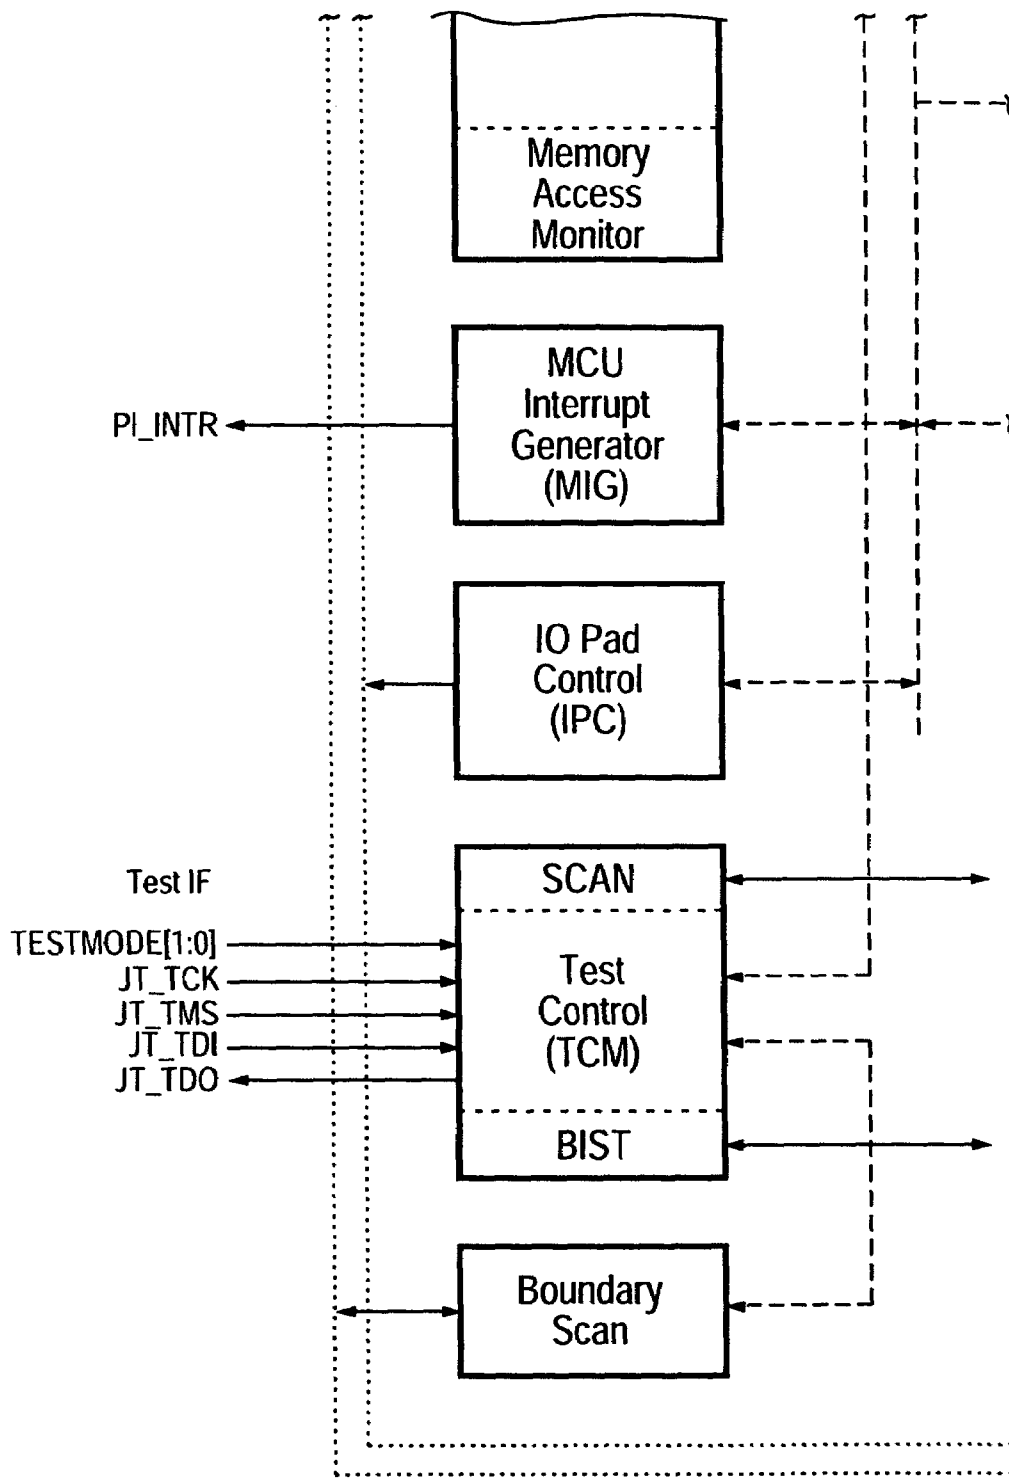 Memory
Access
Monitor
MCU
Interrupt
Generator
(MIG)
PI_INTR
IO Pad
Control
(IPC)
SCAN
Test IF
TESTMODE[1:0]
JT_TCK
JT_TMS
JT_TDI
JT_TDO
Test
Control
(TCM)
BIST
Boundary
Scan